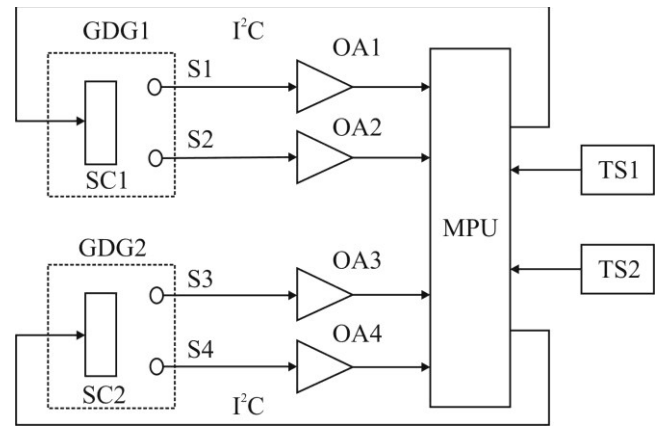 GDG1
I²C
OA1
S1
S2
OA2
SC1
TS1
MPU
GDG2
OA3
TS2
S3
S4
OA4
SC2
I²C